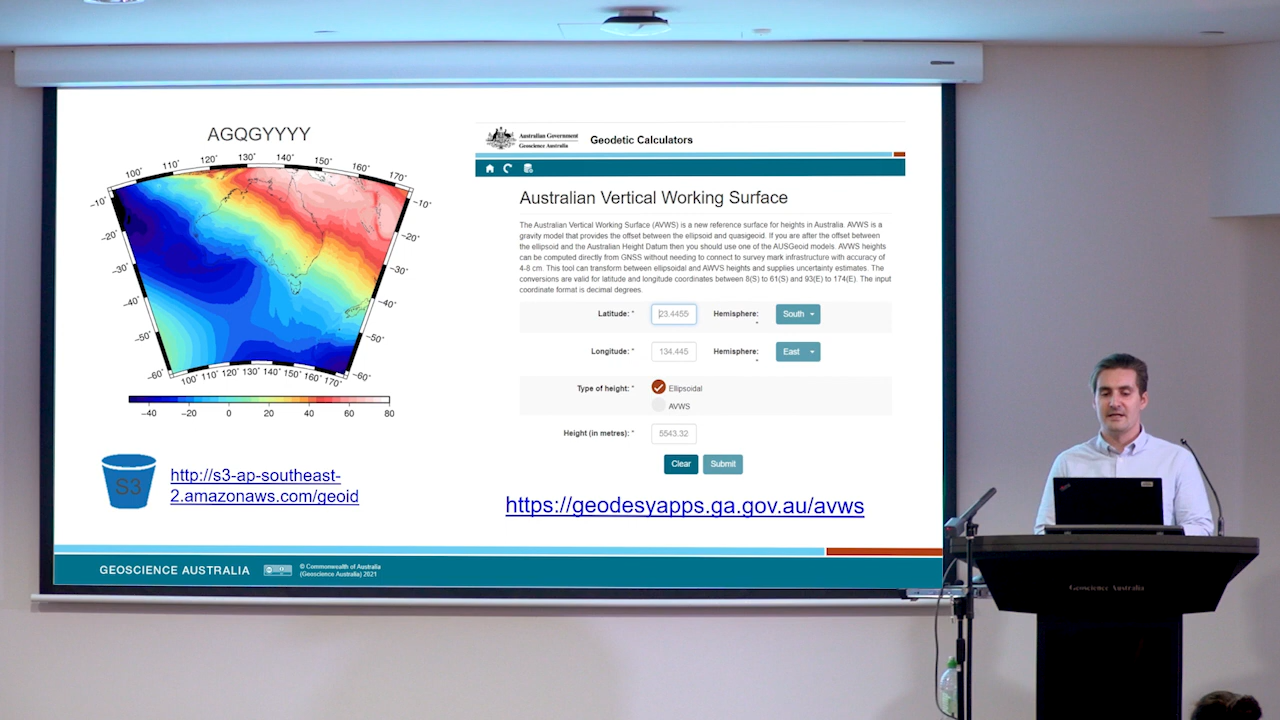 AGQGYYYY
100˚ 110˚ 120˚ 130˚ 140˚ 150˚ 160˚ 170˚
−10˚ −10˚
−20˚ −20˚
−30˚ −30˚
−40˚ −40˚
−50˚ −50˚
−60˚ −60˚
100˚ 110˚ 120˚ 130˚ 140˚ 150˚ 160˚ 170˚
−40 −20 0 20 40 60 80
S3
http://s3-ap-southeast-
2.amazonaws.com/geoid
Australian Government
Geoscience Australia
Geodetic Calculators
Australian Vertical Working Surface
The Australian Vertical Working Surface (AVWS) is a new reference surface for heights in Australia. AVWS is a
gravity model that provides the offset between the ellipsoid and quasigeoid. If you are after the offset between
the ellipsoid and the Australian Height Datum then you should use one of the AUSGeoid models. AVWS heights
can be computed directly from GNSS without needing to connect to survey mark infrastructure with accuracy of
4-8 cm. This tool can transform between ellipsoidal and AWVS heights and supplies uncertainty estimates. The
conversions are valid for latitude and longitude coordinates between 8(S) to 61(S) and 93(E) to 174(E). The input
coordinate format is decimal degrees.
Latitude: * 23.4455 Hemisphere: * South
Longitude: * 134.445 Hemisphere: * East
Type of height: * Ellipsoidal
AVWS
Height (in metres): * 5543.32
Clear Submit
https://geodesyapps.ga.gov.au/avws
GEOSCIENCE AUSTRALIA
© Commonwealth of Australia
(Geoscience Australia) 2021
Geoscience Australia